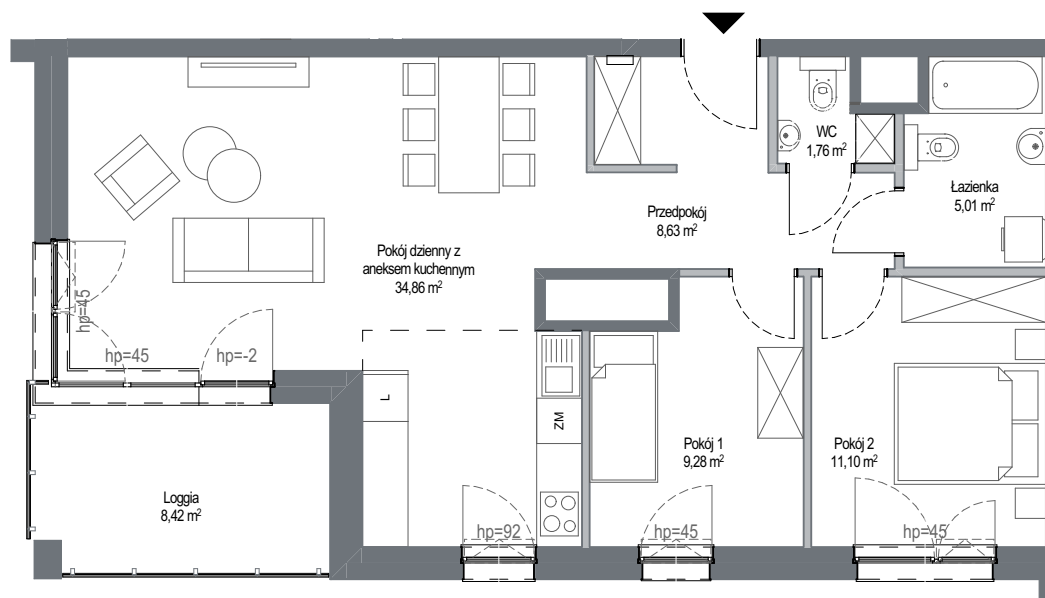 WC
1,76 m²
Łazienka
5,01 m²
Przedpokój
8,63 m²
Pokój dzienny z
aneksem kuchennym
34,86 m²
hp=45
hp=45
hp=-2
L
ZM
Pokój 1
9,28 m²
Pokój 2
11,10 m²
Loggia
8,42 m²
hp=92
hp=45
hp=45